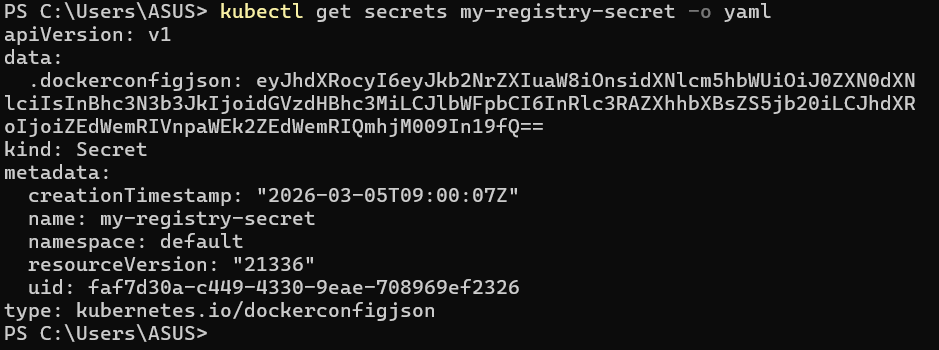 PS C:\Users\ASUS> kubectl get secrets my-registry-secret -o yaml
apiVersion: v1
data:
  .dockerconfigjson: eyJhdXRocyI6eyJkb2NrZXIuaW8iOnsidXNlcm5hbWUiOiJ0ZXN0dXN
lciIsInBhc3N3b3JkIjoidGVzdHBhc3MiLCJlbWFpbCI6InRlc3RAZXhhbXBsZS5jb20iLCJhdXR
oIjoiZEdWemRIVnpaWEk2ZEdWemRIQmhjM009In19fQ==
kind: Secret
metadata:
  creationTimestamp: "2026-03-05T09:00:07Z"
  name: my-registry-secret
  namespace: default
  resourceVersion: "21336"
  uid: faf7d30a-c449-4330-9eae-708969ef2326
type: kubernetes.io/dockerconfigjson
PS C:\Users\ASUS>